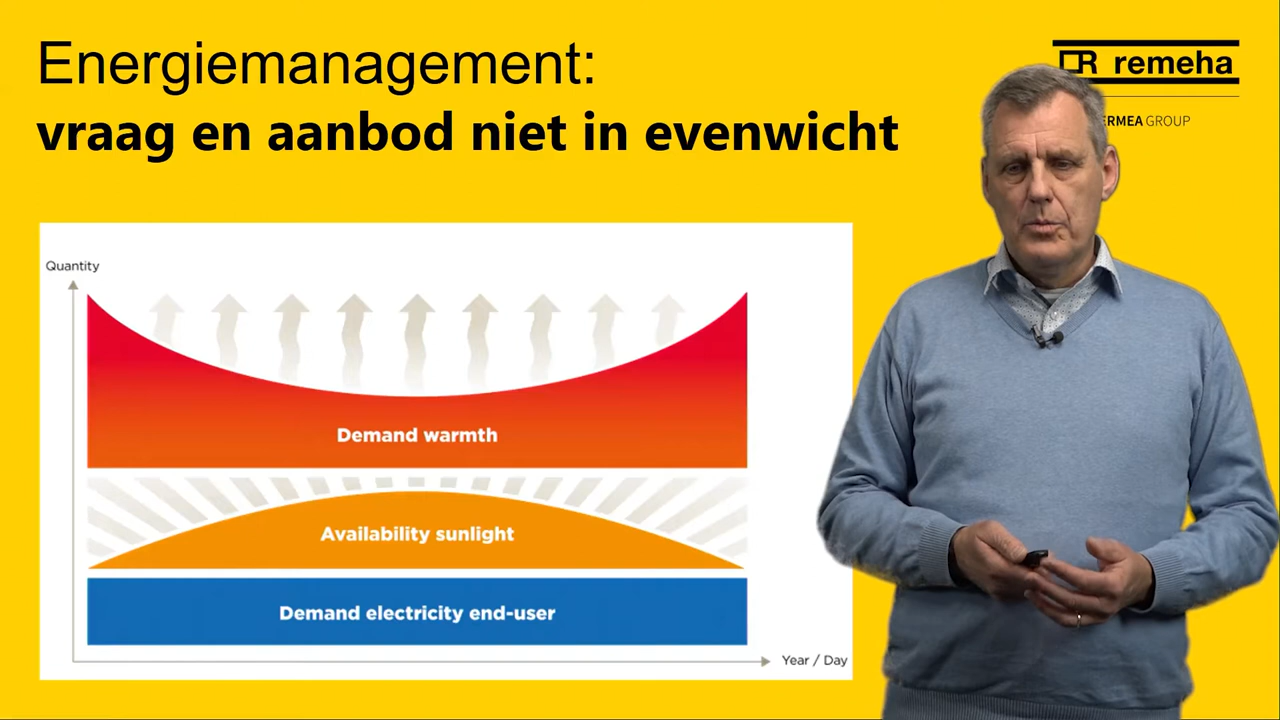 Energiemanagement:
vraag en aanbod niet in evenwicht
remeha
GROUP
Quantity
Demand warmth
Availability sunlight
Demand electricity end-user
Year / Day